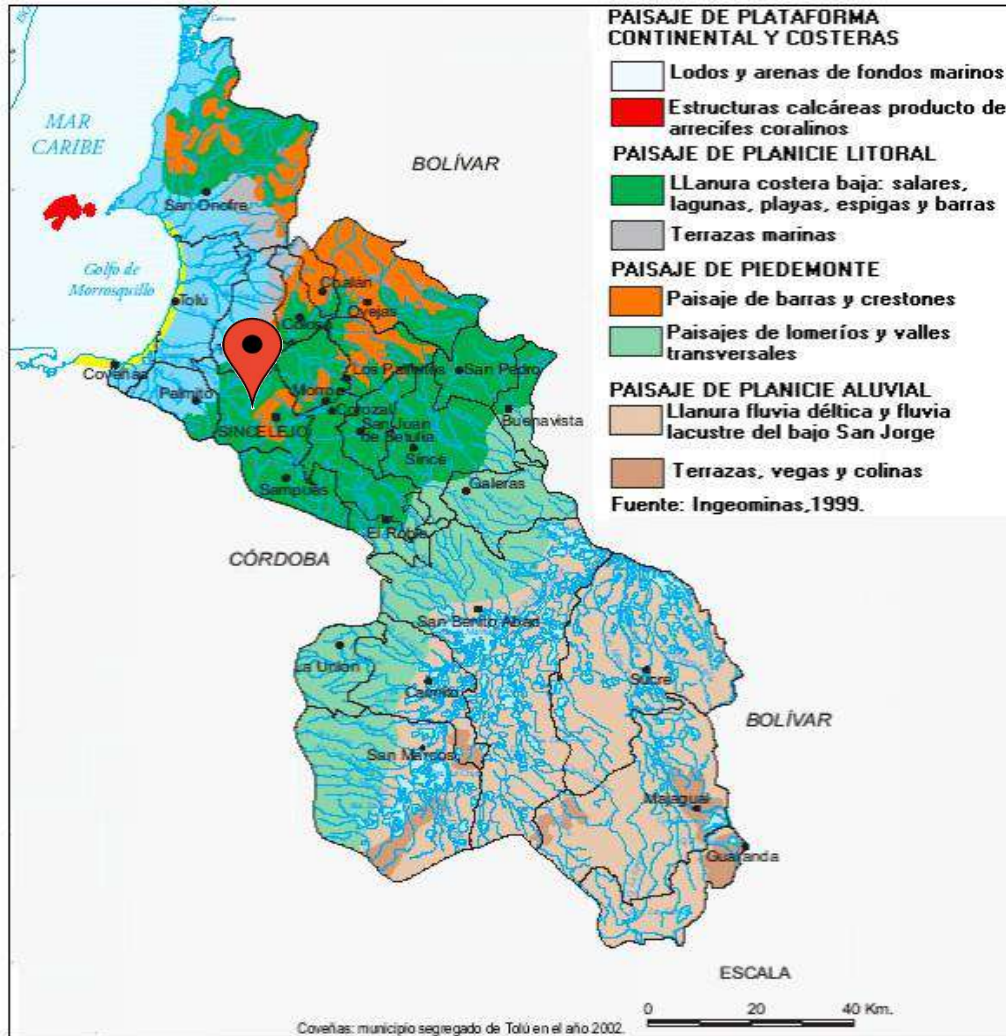 PAISAJE DE PLATAFORMA
CONTINENTAL Y COSTERAS
Lodos y arenas de fondos marinos
Estructuras calcáreas producto de
arrecifes coralinos
PAISAJE DE PLANICIE LITORAL
LLanura costera baja: salares,
lagunas, playas, espigas y barras
Terrazas marinas
PAISAJE DE PIEDEMONTE
Paisaje de barras y crestones
Paisajes de lomeríos y valles
transversales
PAISAJE DE PLANICIE ALUVIAL
Llanura fluvia déltica y fluvia
lacustre del bajo San Jorge
Terrazas, vegas y colinas
Fuente: Ingeominas,1999.
MAR
CARIBE
BOLÍVAR
San Onofre
Golfo de
Morrosquillo
Tolú
Chalán
Ovejas
Colosó
Coveñas
Los Palmitos
San Pedro
Palmito
Morroa
Corozal
Buenavista
SINCELEJO
San Juan
de Betulia
Sincé
Sampués
Galeras
El Roble
CÓRDOBA
San Benito Abad
La Unión
Caimito
Sucre
BOLÍVAR
San Marcos
Majagual
Guaranda
ESCALA
0 20 40 Km.
Coveñas: municipio segregado de Tolú en el año 2002.